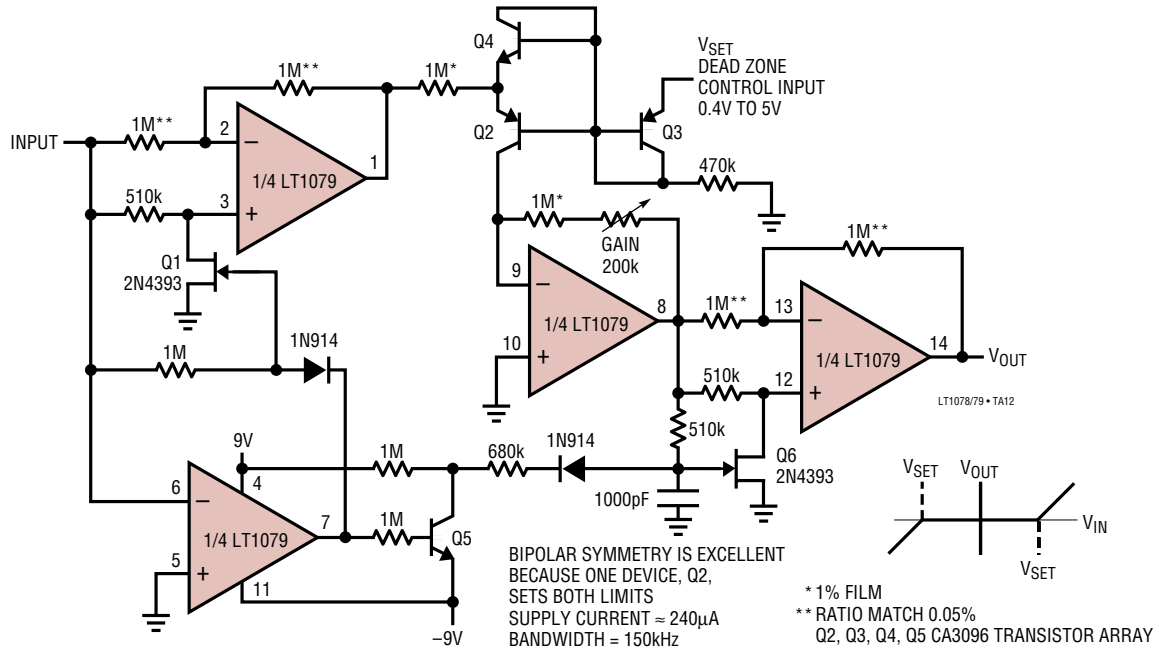 Q4
VSET
DEAD ZONE
CONTROL INPUT
0.4V TO 5V
1M**
1M*
Q2
Q3
INPUT
1M**
2
1
1/4 LT1079
470k
510k
3
1M*
GAIN
200k
1M**
Q1
2N4393
9
8
1M**
13
1/4 LT1079
14
VOUT
1/4 LT1079
10
1N914
1M
510k
12
LT1078/79 • TA12
510k
9V
4
1M
680k
1N914
Q6
2N4393
VSET
VOUT
6
1000pF
VIN
7
1M
1/4 LT1079
Q5
VSET
5
11
–9V
BIPOLAR SYMMETRY IS EXCELLENT
BECAUSE ONE DEVICE, Q2,
SETS BOTH LIMITS
SUPPLY CURRENT ≈ 240µA
BANDWIDTH = 150kHz
* 1% FILM
** RATIO MATCH 0.05%
Q2, Q3, Q4, Q5 CA3096 TRANSISTOR ARRAY